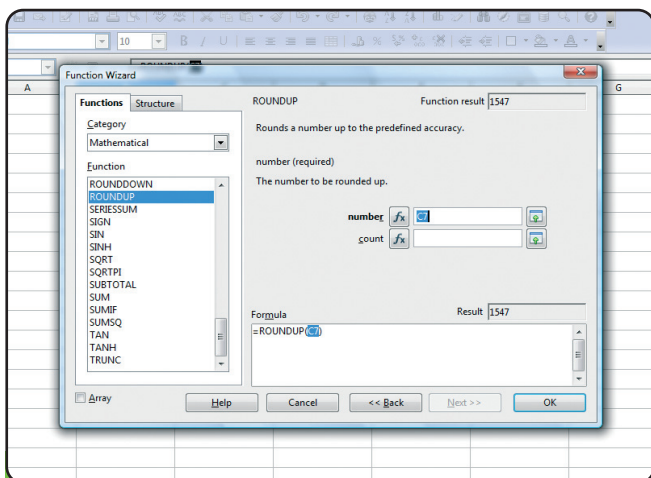 10
B / U
Function Wizard
A
G
Functions Structure
ROUNDUP Function result 1547
Category
Mathematical
Rounds a number up to the predefined accuracy.
Function
number (required)
The number to be rounded up.
ROUNDDOWN
ROUNDUP
SERIESSUM
SIGN
SIN
SINH
SQRT
SQRTPI
SUBTOTAL
SUM
SUMIF
SUMSQ
TAN
TANH
TRUNC
number fx C7
count fx
Formula Result 1547
=ROUNDUP(C7)
Array
Help Cancel << Back Next >> OK